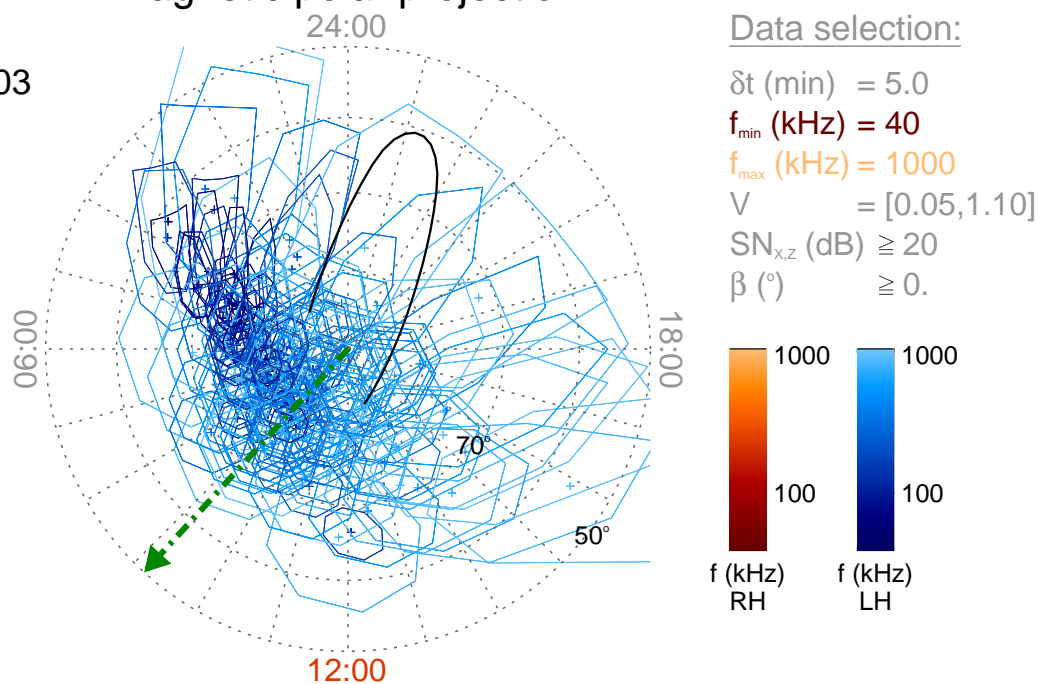 24:00
03
06:00
18:00
70°
50°
12:00
Data selection:
δt (min) = 5.0
fmin (kHz) = 40
fmax (kHz) = 1000
V = [0.05,1.10]
SNx,z (dB) ≧ 20
β (°) ≧ 0.
1000
1000
100
100
f (kHz)
RH
f (kHz)
LH